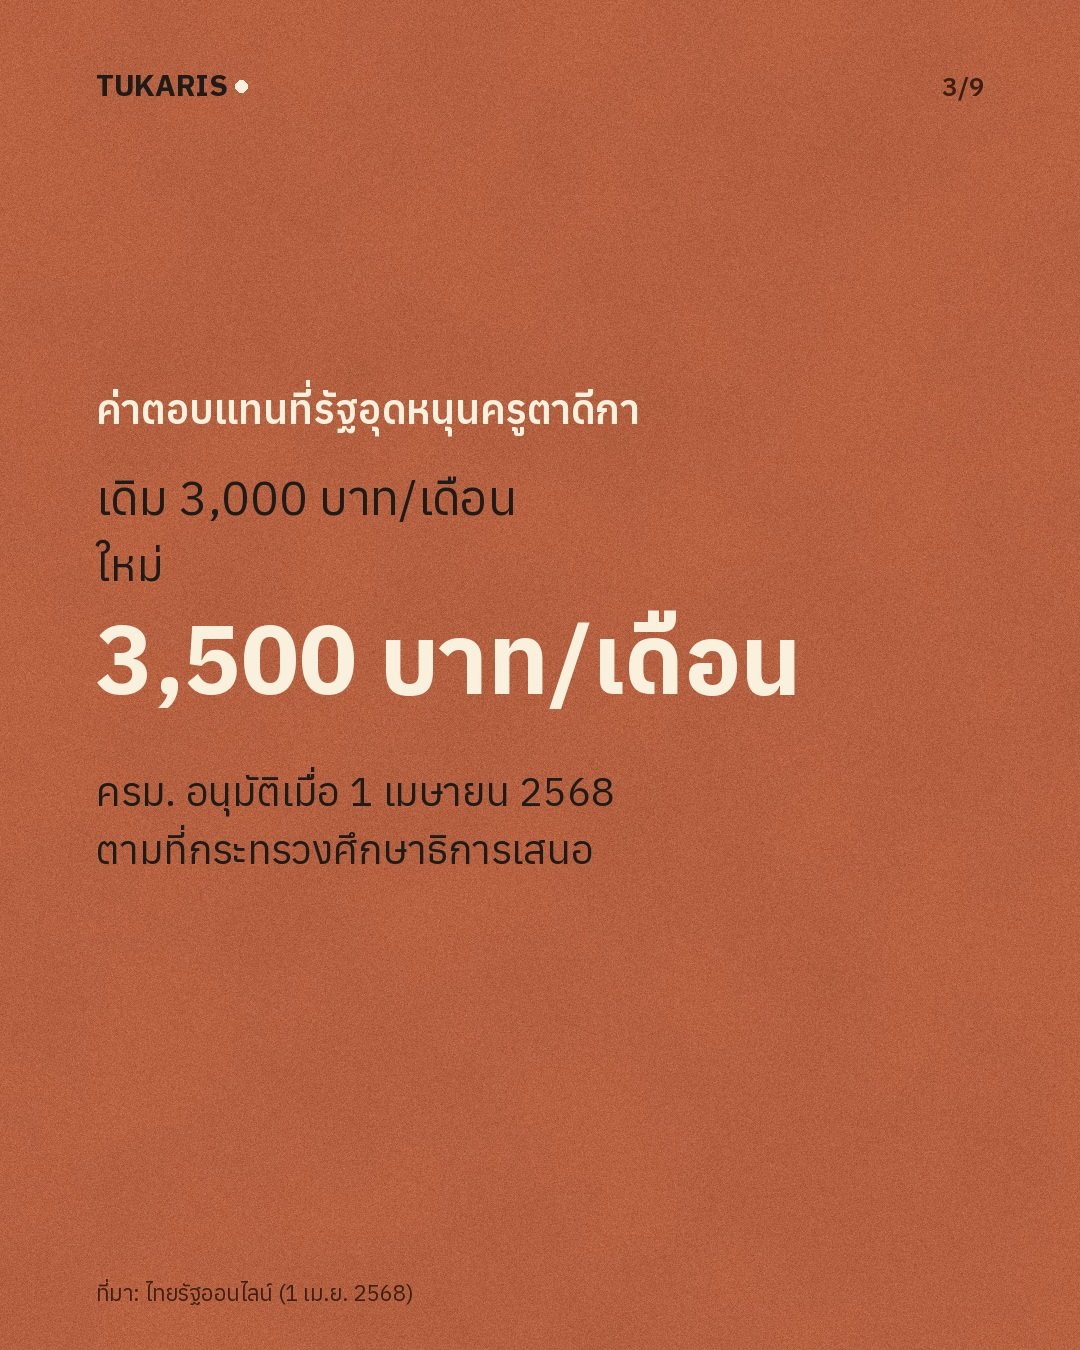 TUKARIS
3/9
ค่าตอบแทนที่รัฐอุดหนุนครูตาดีกา
เดิม 3,000 บาท/เดือน
ใหม่
3,500 บาท/เดือน
ครม. อนุมัติเมื่อ 1 เมษายน 2568
ตามที่กระทรวงศึกษาธิการเสนอ
ที่มา: ไทยรัฐออนไลน์ (1 เม.ย. 2568)